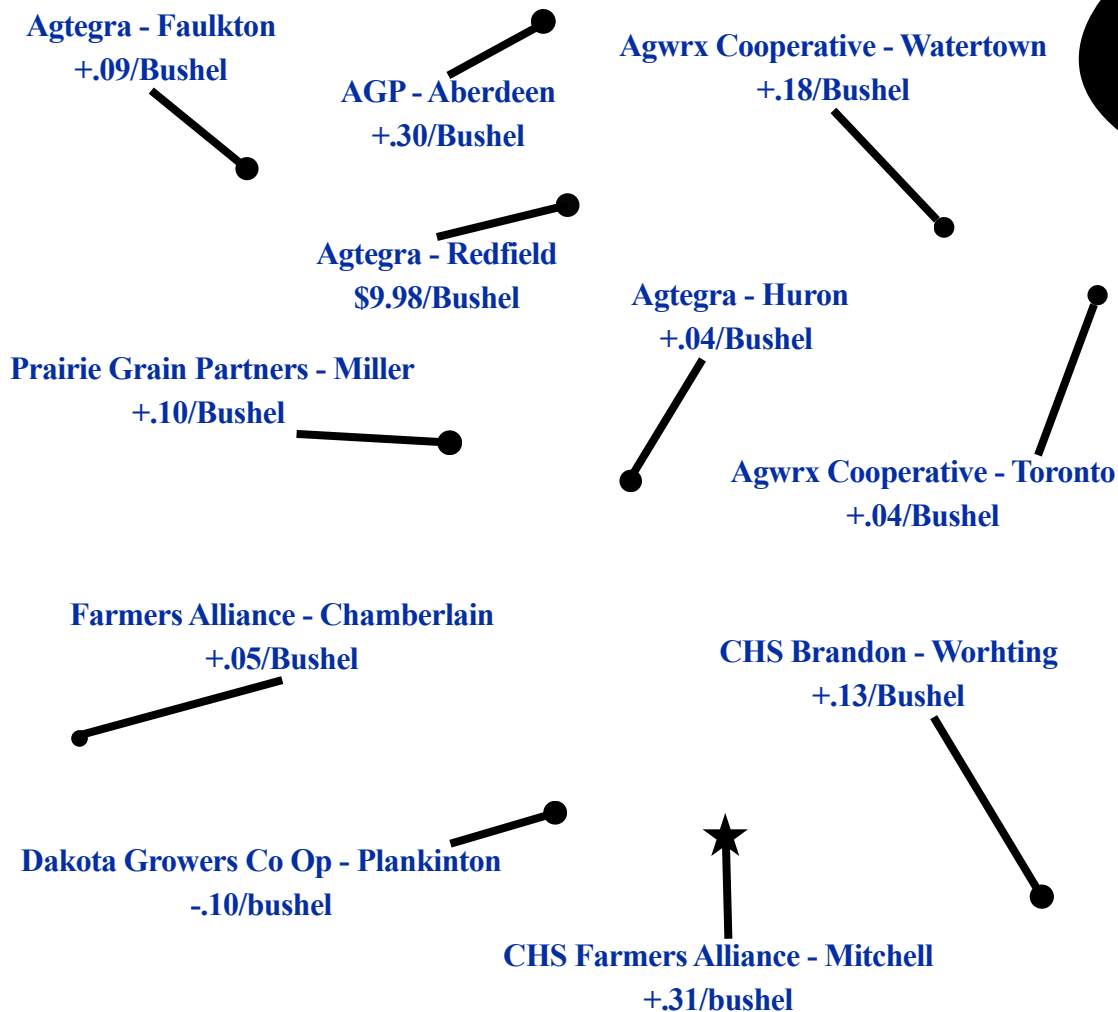 Agtegra - Faulkton
+.09/Bushel
AGP - Aberdeen
+.30/Bushel
Agwrx Cooperative - Watertown
+.18/Bushel
Agtegra - Redfield
$9.98/Bushel
Agtegra - Huron
+.04/Bushel
Prairie Grain Partners - Miller
+.10/Bushel
Agwrx Cooperative - Toronto
+.04/Bushel
Farmers Alliance - Chamberlain
+.05/Bushel
CHS Brandon - Worhting
+.13/Bushel
Dakota Growers Co Op - Plankinton
-.10/bushel
CHS Farmers Alliance - Mitchell
+.31/bushel